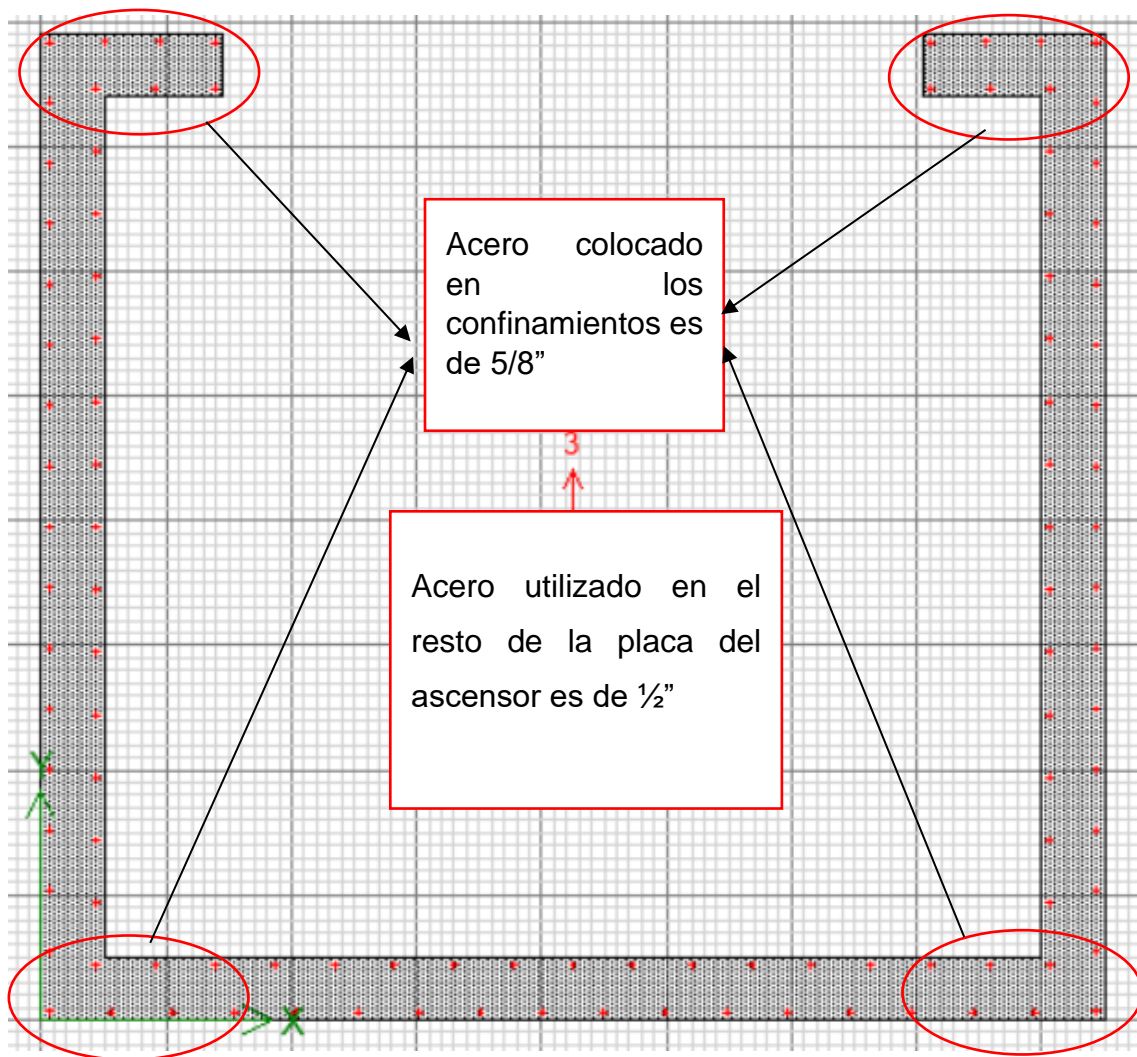 Acero colocado
en los
confinamientos es
de 5/8”
3
Acero utilizado en el
resto de la placa del
ascensor es de ½”
Y
X